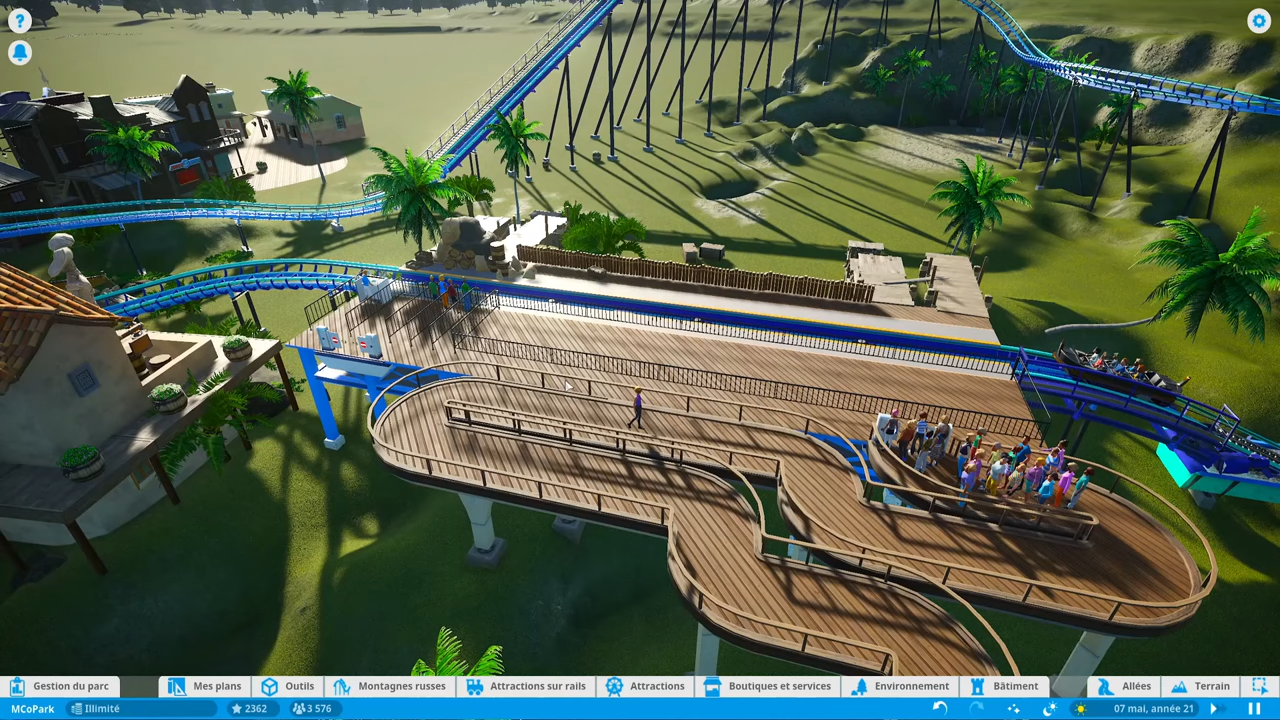 ?
Gestion du parc
Mes plans
Outils
Montagnes russes
Attractions sur rails
Attractions
Boutiques et services
Environnement
Bâtiment
Allées
Terrain
MCoPark
Illimité
2362
3 576
07 mai, année 21